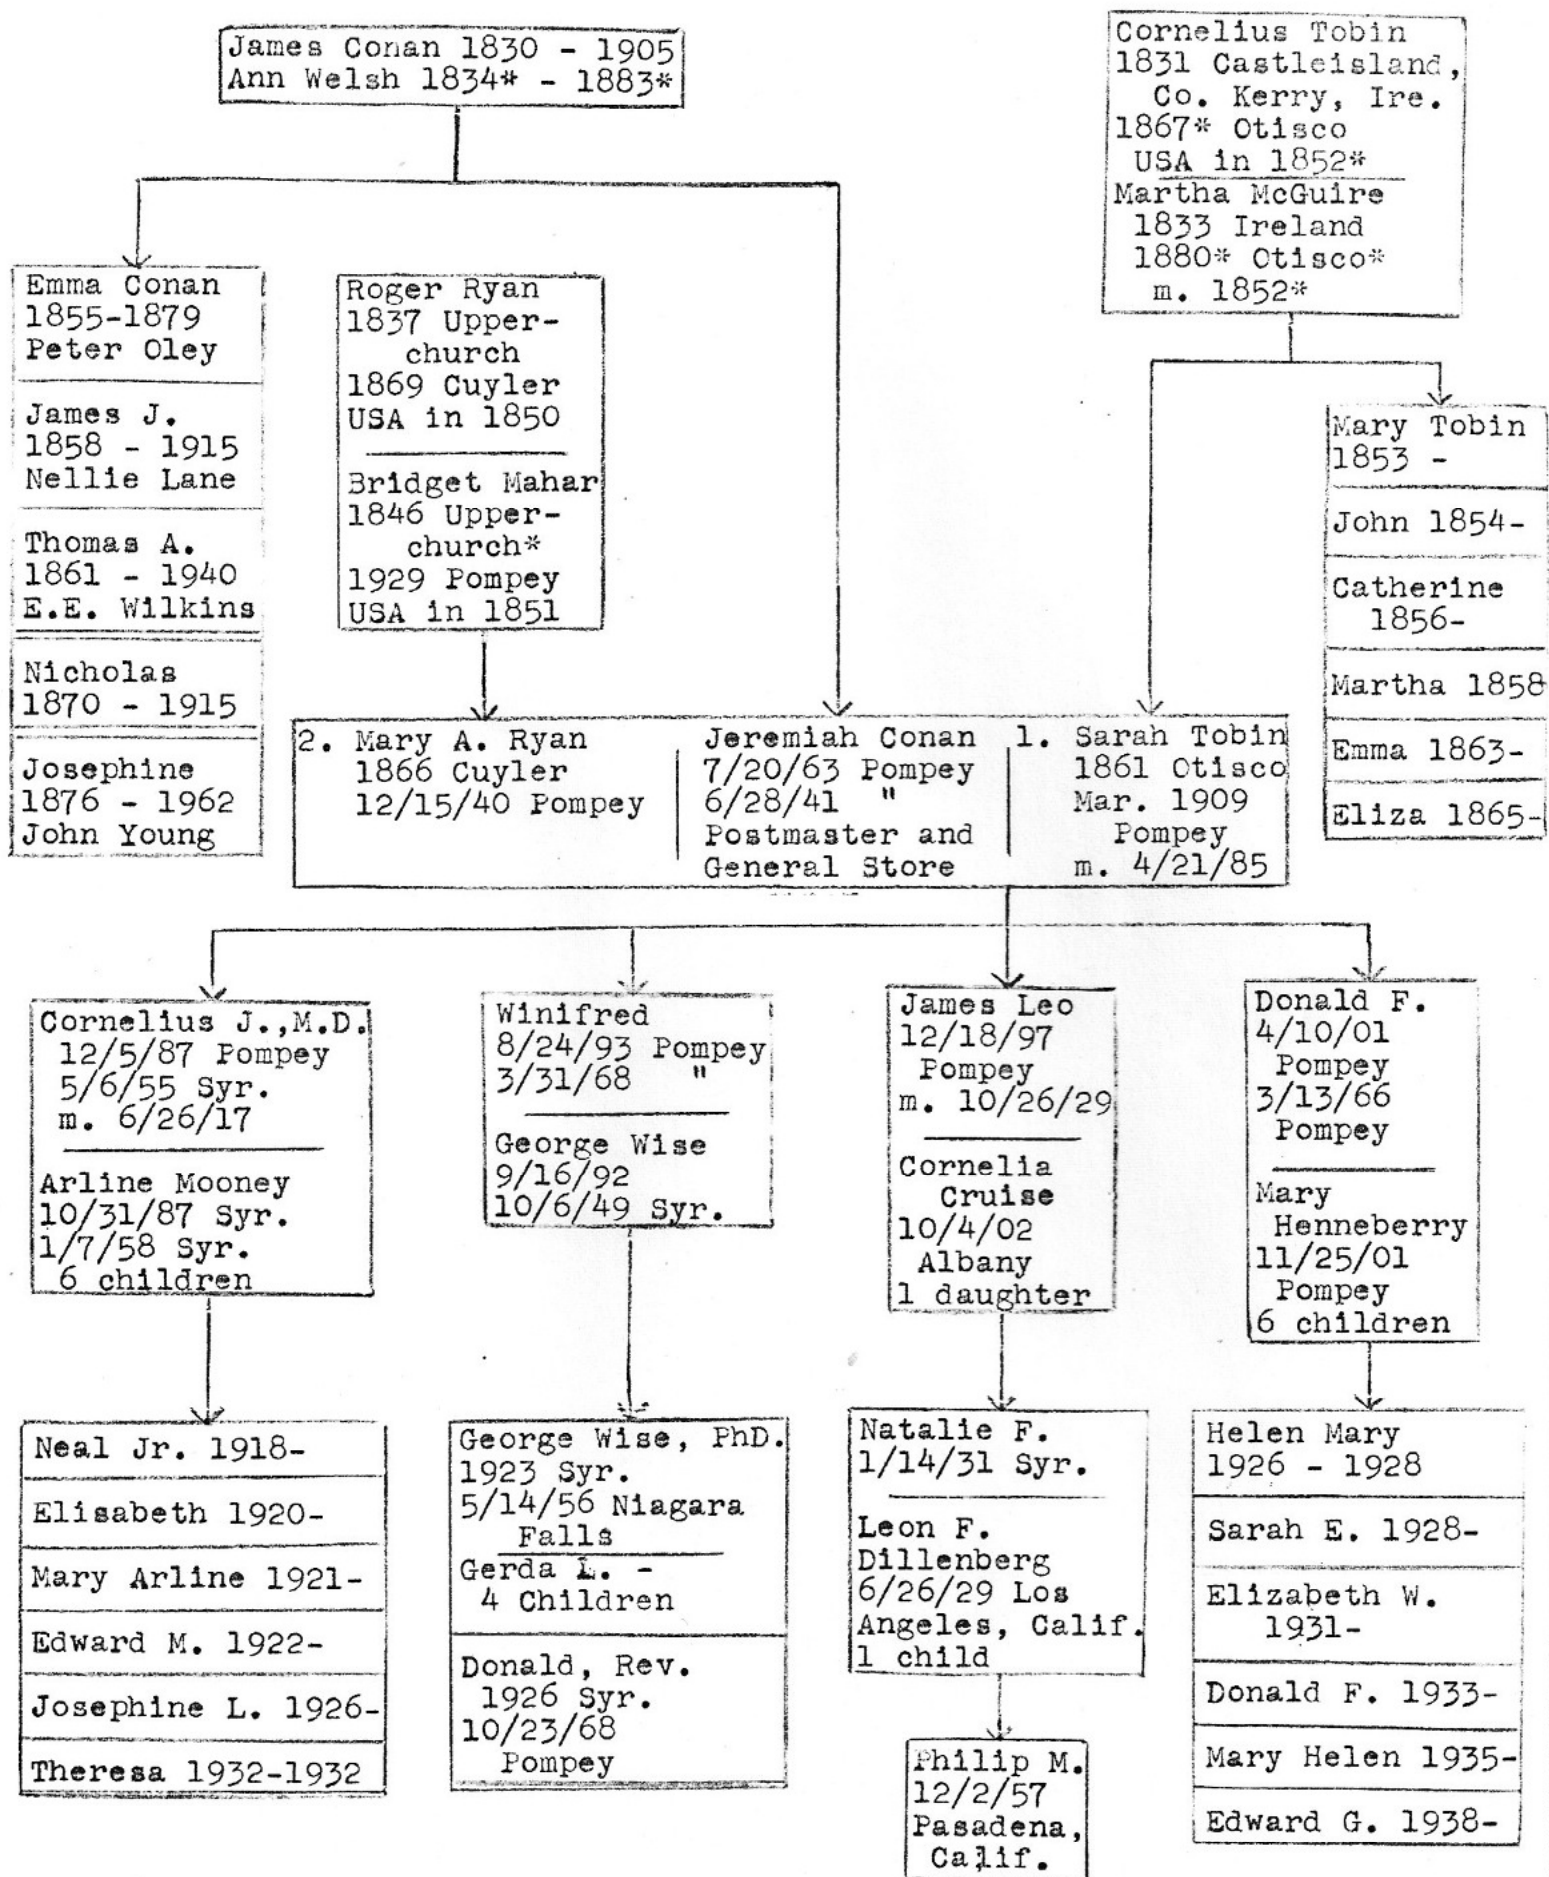 James Conan 1830 - 1905
Ann Welsh 1834* - 1883*
Cornelius Tobin
1831 Castleisland,
Co. Kerry, Ire.
1867* Otisco
USA in 1852*
Martha McGuire
1833 Ireland
1880* Otisco*
m. 1852*
Emma Conan
1855-1879
Peter Oley
James J.
1858 - 1915
Nellie Lane
Thomas A.
1861 - 1940
E.E. Wilkins
Nicholas
1870 - 1915
Josephine
1876 - 1962
John Young
Roger Ryan
1837 Upper-
church
1869 Cuyler
USA in 1850
Bridget Mahar
1846 Upper-
church*
1929 Pompey
USA in 1851
Mary Tobin
1853 -
John 1854-
Catherine
1856-
Martha 1858
Emma 1863-
Eliza 1865-
2. Mary A. Ryan
1866 Cuyler
12/15/40 Pompey
Jeremiah Conan
7/20/63 Pompey
6/28/41 "
Postmaster and
General Store
1. Sarah Tobin
1861 Otisco
Mar. 1909
Pompey
m. 4/21/85
Cornelius J.,M.D.
12/5/87 Pompey
5/6/55 Syr.
m. 6/26/17
Arline Mooney
10/31/87 Syr.
1/7/58 Syr.
6 children
Winifred
8/24/93 Pompey
3/31/68 "
George Wise
9/16/92
10/6/49 Syr.
James Leo
12/18/97
Pompey
m. 10/26/29
Cornelia
Cruise
10/4/02
Albany
1 daughter
Donald F.
4/10/01
Pompey
3/13/66
Pompey
Mary
Henneberry
11/25/01
Pompey
6 children
Neal Jr. 1918-
Elisabeth 1920-
Mary Arline 1921-
Edward M. 1922-
Josephine L. 1926-
Theresa 1932-1932
George Wise, PhD.
1923 Syr.
5/14/56 Niagara
Falls
Gerda L. -
4 Children
Donald, Rev.
1926 Syr.
10/23/68
Pompey
Natalie F.
1/14/31 Syr.
Leon F.
Dillenberg
6/26/29 Los
Angeles, Calif.
1 child
Philip M.
12/2/57
Pasadena,
Calif.
Helen Mary
1926 - 1928
Sarah E. 1928-
Elizabeth W.
1931-
Donald F. 1933-
Mary Helen 1935-
Edward G. 1938-